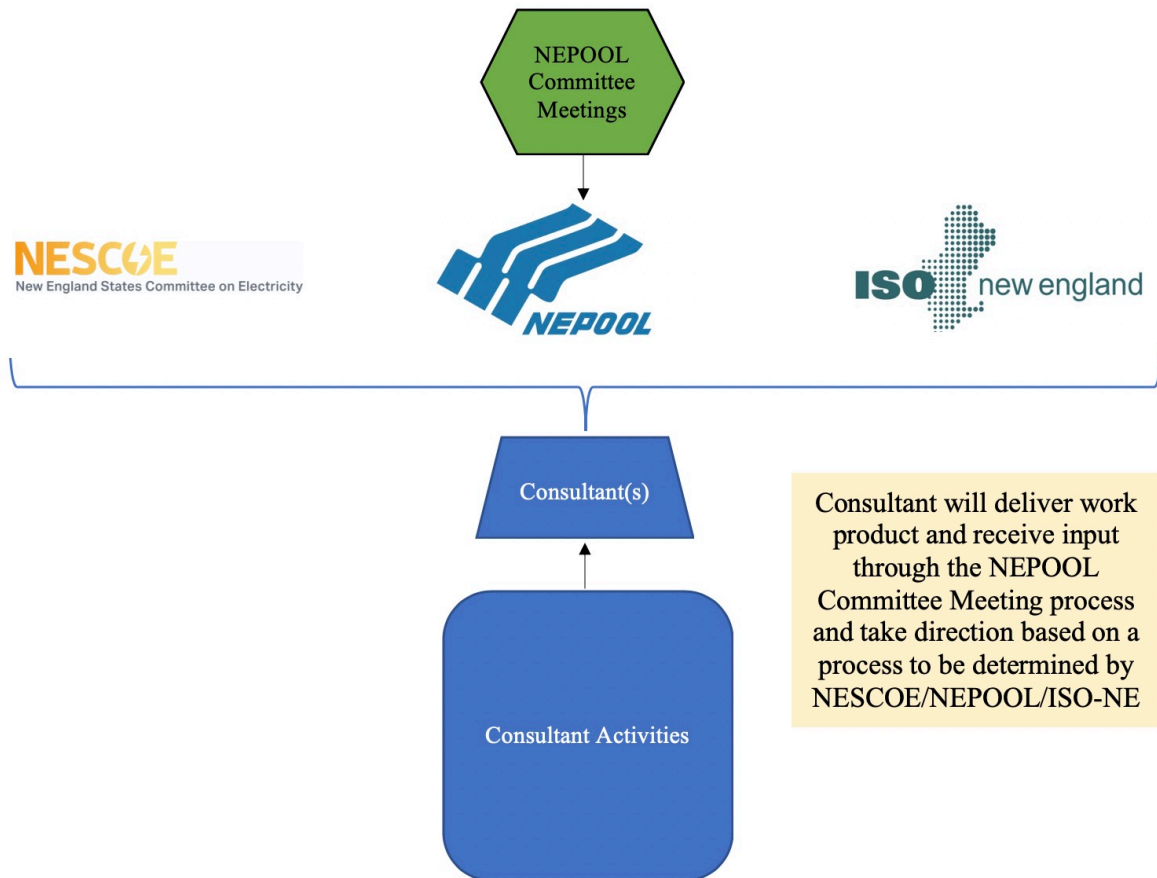 NEPOOL
Committee
Meetings
NESCOE
New England States Committee on Electricity
NEPOOL
ISO new england
Consultant(s)
Consultant will deliver work
product and receive input
through the NEPOOL
Committee Meeting process
and take direction based on a
process to be determined by
NESCOE/NEPOOL/ISO-NE
Consultant Activities